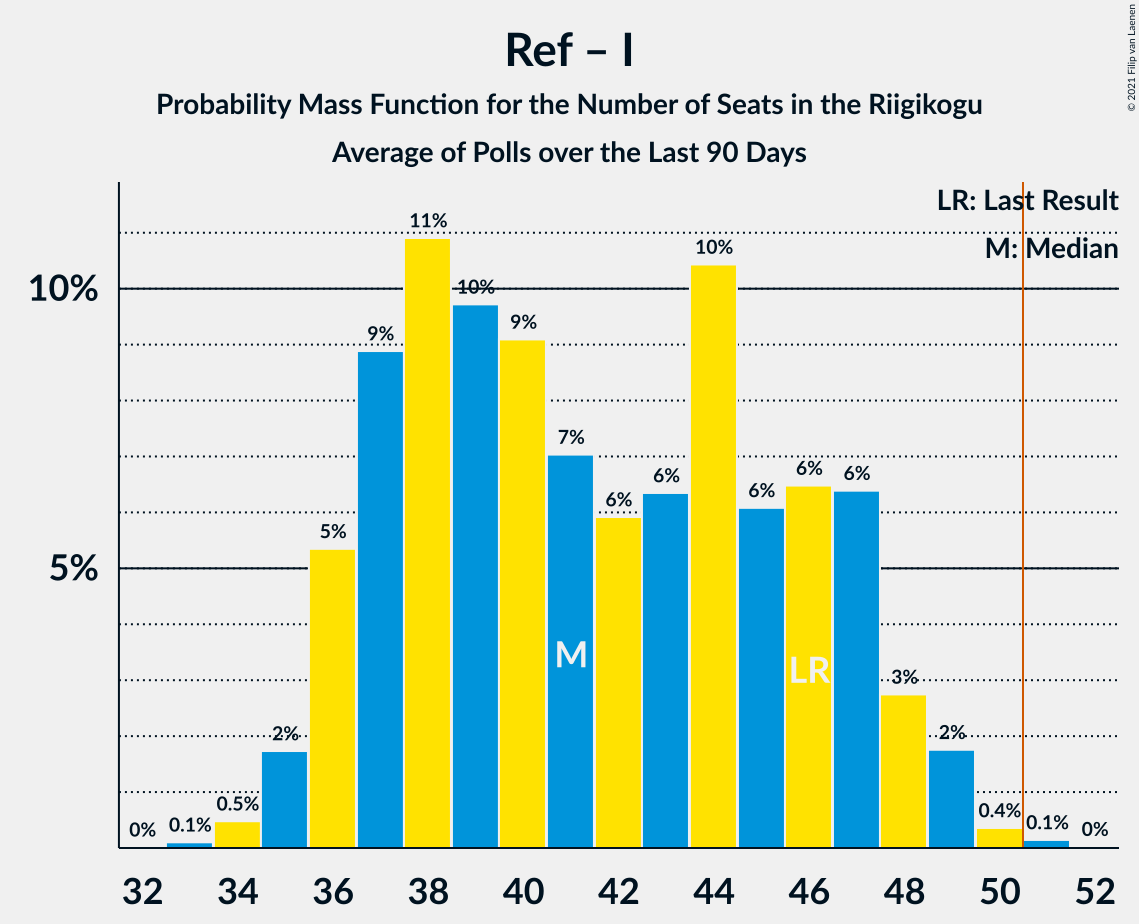 Ref – I
Probability Mass Function for the Number of Seats in the Riigikogu
Average of Polls over the Last 90 Days
© 2021 Filip van Laenen
LR: Last Result
M: Median
10%
5%
0%
0.1%
0.5%
2%
5%
9%
11%
10%
9%
7%
6%
6%
10%
6%
6%
6%
3%
2%
0.4%
0.1%
0%
M
LR
32 34 36 38 40 42 44 46 48 50 52